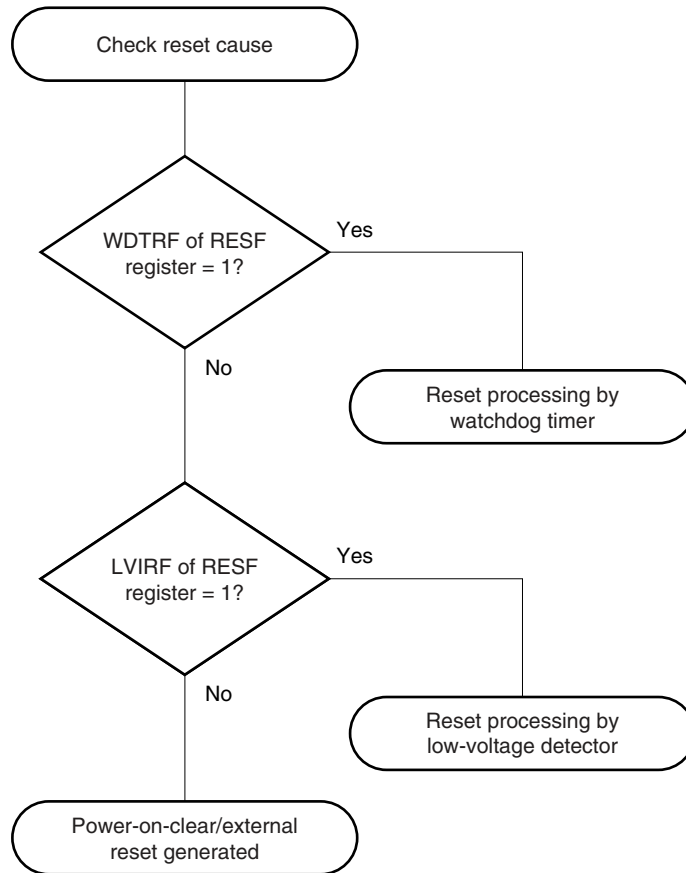 Check reset cause
WDTRF of RESF
register = 1?
Yes
No
Reset processing by
watchdog timer
LVIRF of RESF
register = 1?
Yes
No
Reset processing by
low-voltage detector
Power-on-clear/external
reset generated